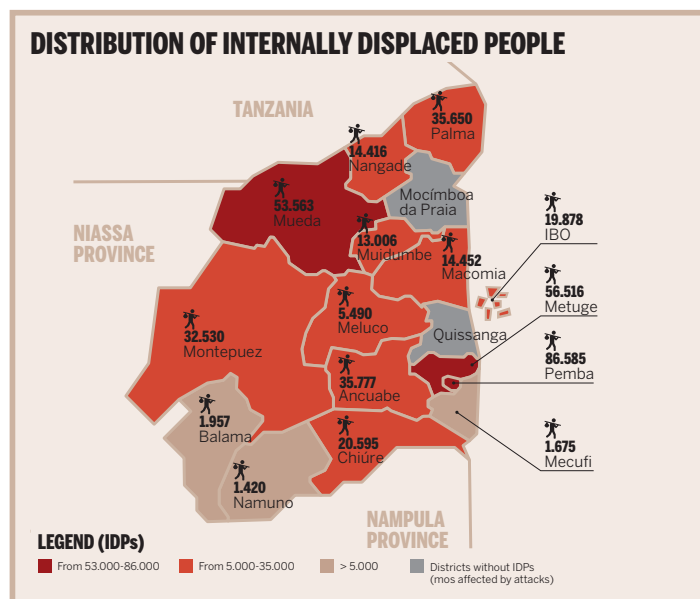 DISTRIBUTION OF INTERNALLY DISPLACED PEOPLE
TANZANIA
35.650
Palma
14.416
Nangade
Mocímboa
da Praia
53.563
Mueda
13.006
Muidumbe
14.452
Macomia
19.878
IBO
NIASSA
PROVINCE
56.516
Metuge
5.490
Meluco
Quissanga
32.530
Montepuez
86.585
Pemba
35.777
Ancuabe
1.957
Balama
20.595
Chiúre
1.675
Mecufi
1.420
Namuno
NAMPULA
PROVINCE
LEGEND (IDPs)
From 53.000-86.000
From 5.000-35.000
> 5.000
Districts without IDPs
(mos affected by attacks)